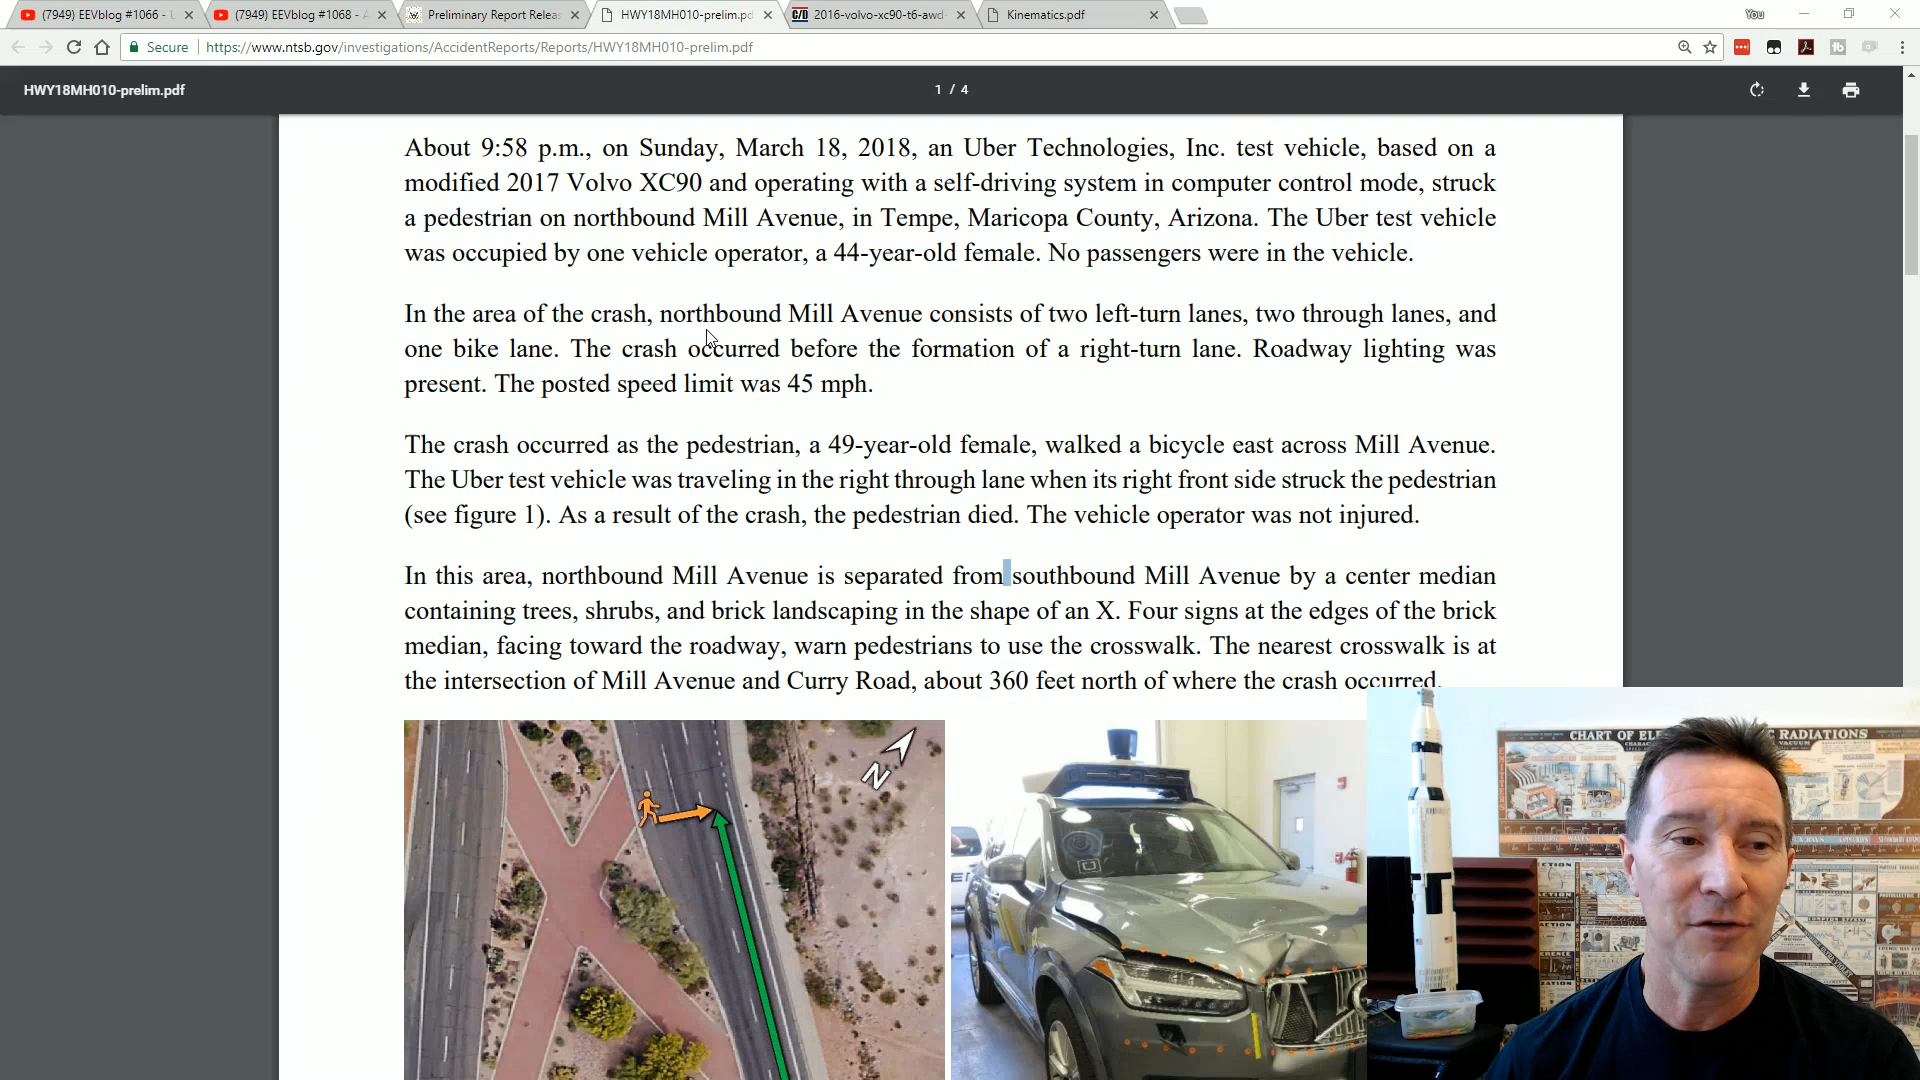 (7949) EEVblog #1066 - U
(7949) EEVblog #1068 - A
Preliminary Report Releas
HWY18MH010-prelim.pd
C/D 2016-volvo-xc90-t6-awd-
Kinematics.pdf
You
Secure
https://www.ntsb.gov/investigations/AccidentReports/Reports/HWY18MH010-prelim.pdf
HWY18MH010-prelim.pdf
1 / 4
About 9:58 p.m., on Sunday, March 18, 2018, an Uber Technologies, Inc. test vehicle, based on a
modified 2017 Volvo XC90 and operating with a self-driving system in computer control mode, struck
a pedestrian on northbound Mill Avenue, in Tempe, Maricopa County, Arizona. The Uber test vehicle
was occupied by one vehicle operator, a 44-year-old female. No passengers were in the vehicle.
In the area of the crash, northbound Mill Avenue consists of two left-turn lanes, two through lanes, and
one bike lane. The crash occurred before the formation of a right-turn lane. Roadway lighting was
present. The posted speed limit was 45 mph.
The crash occurred as the pedestrian, a 49-year-old female, walked a bicycle east across Mill Avenue.
The Uber test vehicle was traveling in the right through lane when its right front side struck the pedestrian
(see figure 1). As a result of the crash, the pedestrian died. The vehicle operator was not injured.
In this area, northbound Mill Avenue is separated from southbound Mill Avenue by a center median
containing trees, shrubs, and brick landscaping in the shape of an X. Four signs at the edges of the brick
median, facing toward the roadway, warn pedestrians to use the crosswalk. The nearest crosswalk is at
the intersection of Mill Avenue and Curry Road, about 360 feet north of where the crash occurred.
N
CHART OF EL
RADIATIONS
VACUUM